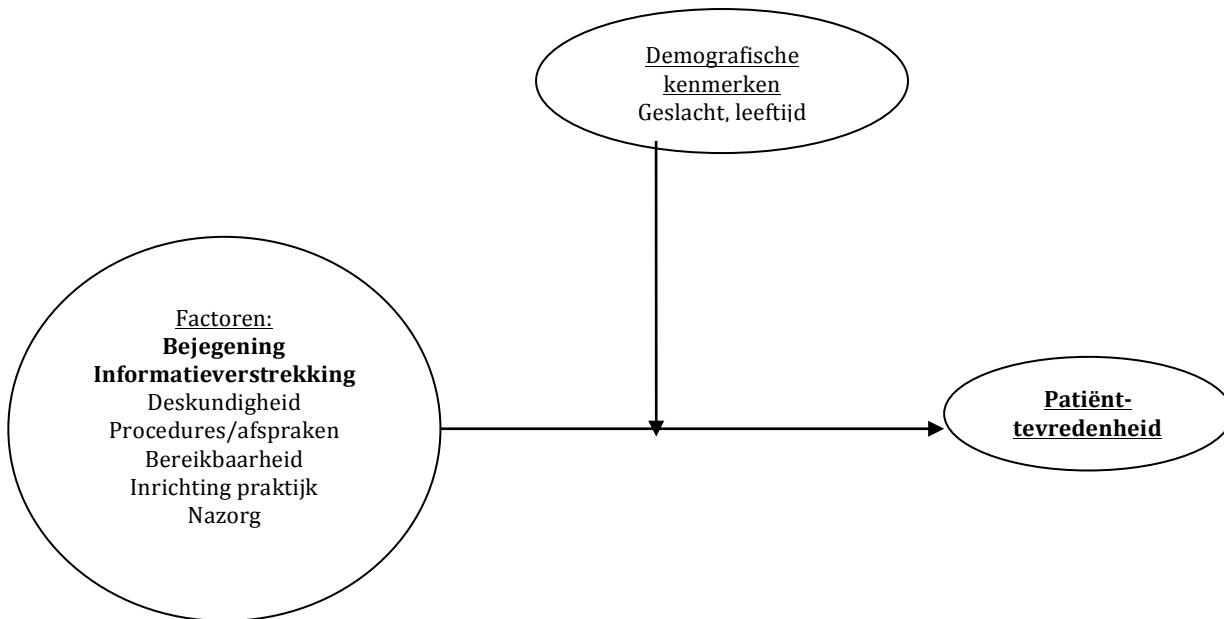 Demografische
kenmerken
Geslacht, leeftijd
Factoren:
Bejegening
Informatieverstrekking
Deskundigheid
Procedures/afspraken
Bereikbaarheid
Inrichting praktijk
Nazorg
Patiënt-
tevredenheid